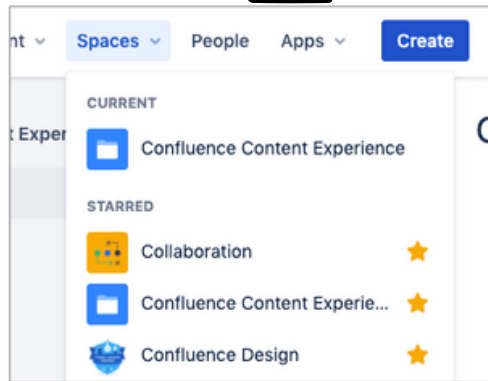 nt Spaces People Apps Create
CURRENT
t Exper
Confluence Content Experience
STARRED
Collaboration
Confluence Content Experie...
Confluence Design